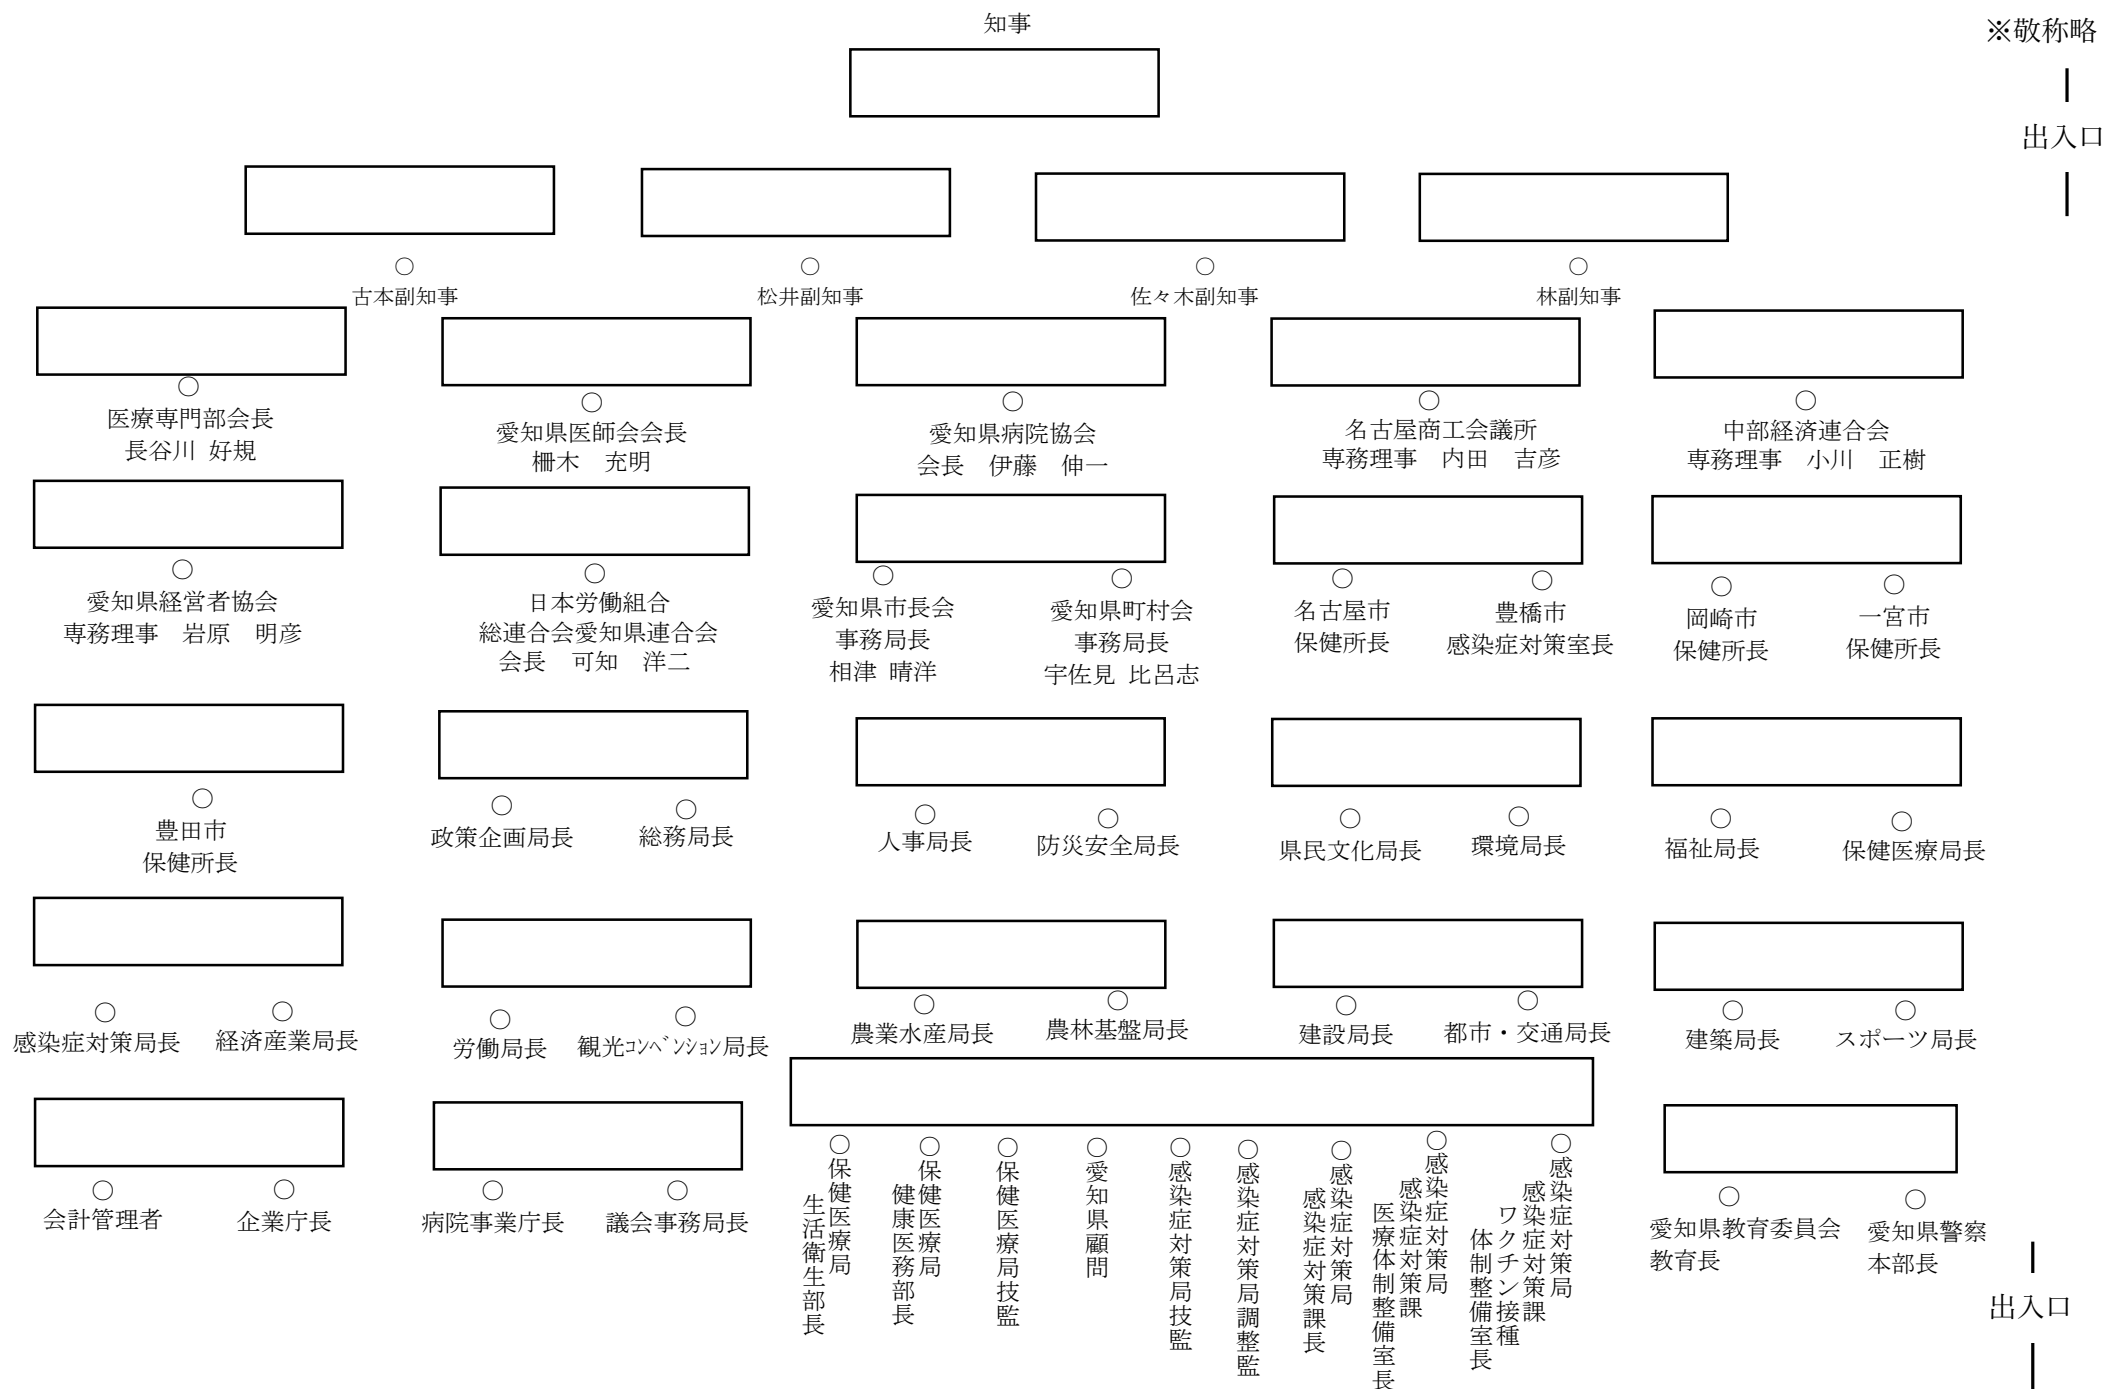 知事
※敬称略
出入口
○
古本副知事
○
松井副知事
○
佐々木副知事
○
林副知事
○
医療専門部会長
長谷川 好規
○
愛知県医師会会長
柵木　充明
○
愛知県病院協会
会長　伊藤　伸一
○
名古屋商工会議所
専務理事　内田　吉彦
○
中部経済連合会
専務理事　小川　正樹
○
愛知県経営者協会
専務理事　岩原　明彦
○
日本労働組合
総連合会愛知県連合会
会長　可知　洋二
○
愛知県市長会
事務局長
相津 晴洋
○
愛知県町村会
事務局長
宇佐見 比呂志
○
名古屋市
保健所長
○
豊橋市
感染症対策室長
○
岡崎市
保健所長
○
一宮市
保健所長
○
豊田市
保健所長
○
政策企画局長
○
総務局長
○
人事局長
○
防災安全局長
○
県民文化局長
○
環境局長
○
福祉局長
○
保健医療局長
○
感染症対策局長
○
経済産業局長
○
労働局長
○
観光ｺﾝﾍﾞﾝｼｮﾝ局長
○
農業水産局長
○
農林基盤局長
○
建設局長
○
都市・交通局長
○
建築局長
○
スポーツ局長
○
会計管理者
○
企業庁長
○
病院事業庁長
○
議会事務局長
○保健医療局
生活衛生部長
○保健医療局
健康医務部長
○保健医療局技監
○愛知県顧問
○感染症対策局技監
○感染症対策局調整監
○感染症対策局
感染症対策課長
○感染症対策局
感染症対策課
医療体制整備室長
○感染症対策局
感染症対策課
ワクチン接種
体制整備室長
○
愛知県教育委員会
教育長
○
愛知県警察
本部長
出入口